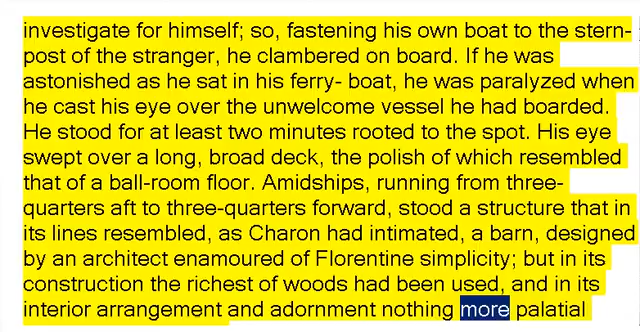 investigate for himself; so, fastening his own boat to the stern-
post of the stranger, he clambered on board. If he was
astonished as he sat in his ferry- boat, he was paralyzed when
he cast his eye over the unwelcome vessel he had boarded.
He stood for at least two minutes rooted to the spot. His eye
swept over a long, broad deck, the polish of which resembled
that of a ball-room floor. Amidships, running from three-
quarters aft to three-quarters forward, stood a structure that in
its lines resembled, as Charon had intimated, a barn, designed
by an architect enamoured of Florentine simplicity; but in its
construction the richest of woods had been used, and in its
interior arrangement and adornment nothing more palatial